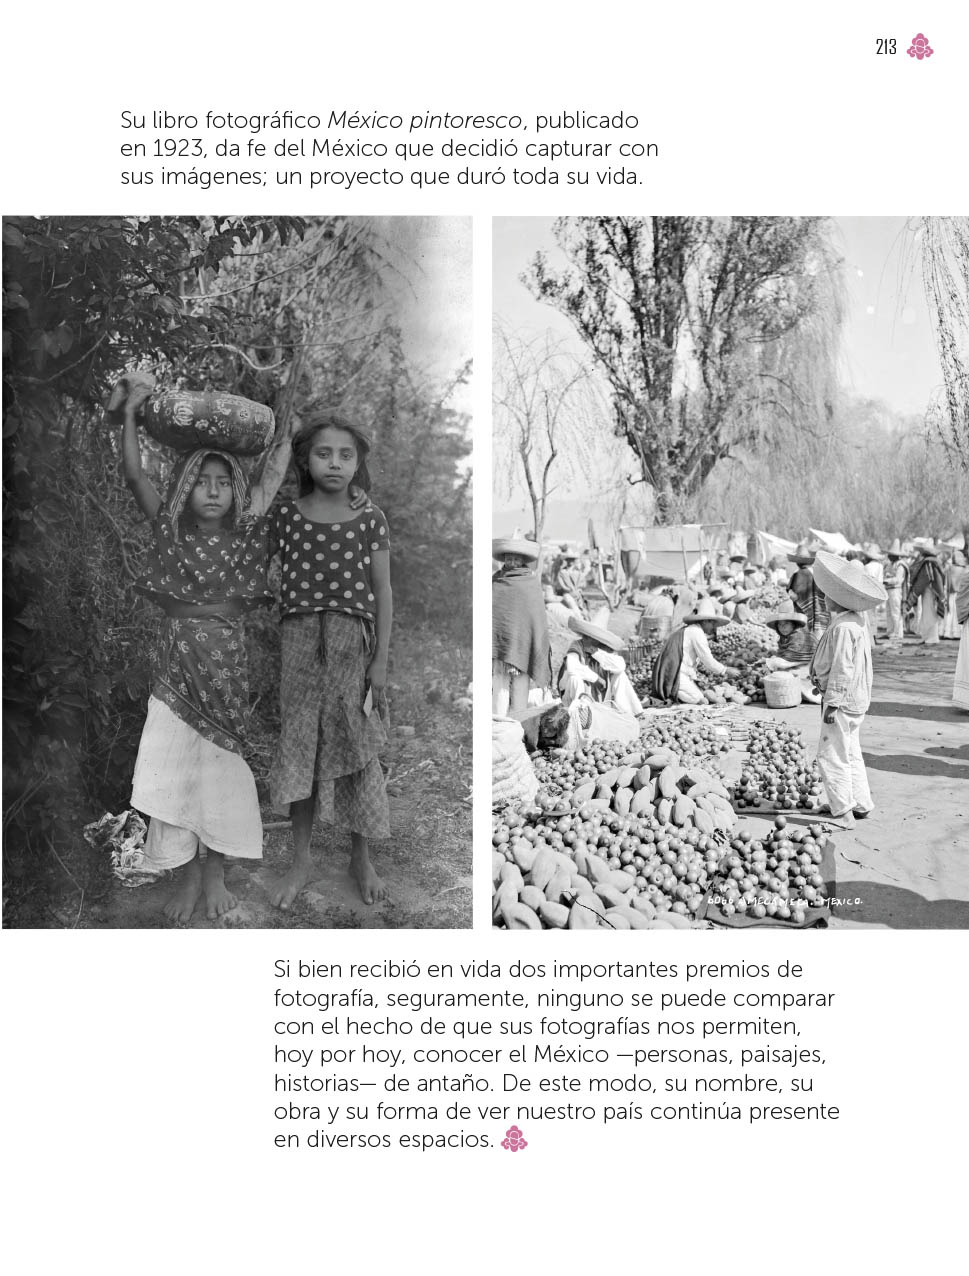 213
Su libro fotográfico México pintoresco, publicado
en 1923, da fe del México que decidió capturar con
sus imágenes; un proyecto que duró toda su vida.
6066 AMECAMECA. MEXICO.
Si bien recibió en vida dos importantes premios de
fotografía, seguramente, ninguno se puede comparar
con el hecho de que sus fotografías nos permiten,
hoy por hoy, conocer el México —personas, paisajes,
historias— de antaño. De este modo, su nombre, su
obra y su forma de ver nuestro país continúa presente
en diversos espacios.